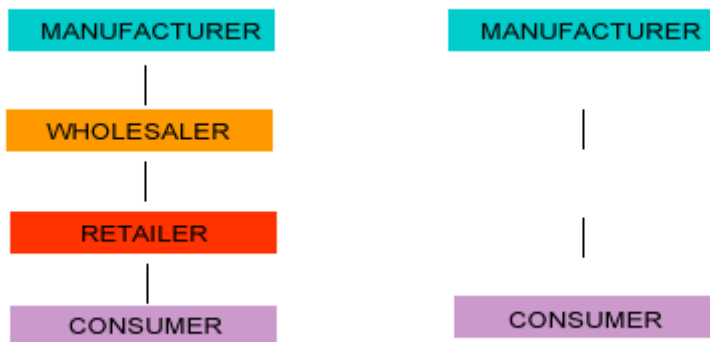 MANUFACTURER
WHOLESALER
RETAILER
CONSUMER
MANUFACTURER
CONSUMER